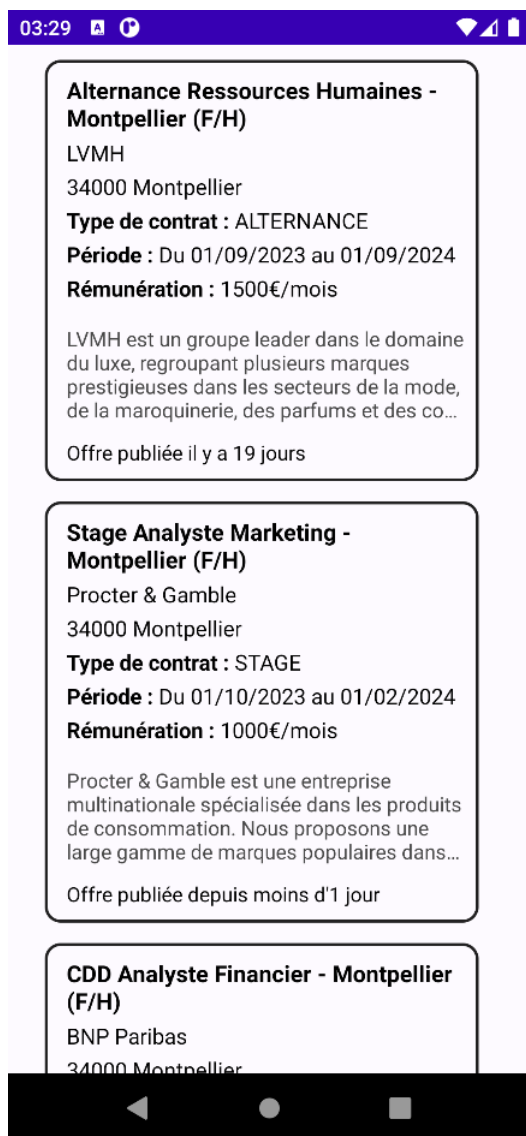 03:29
Alternance Ressources Humaines -
Montpellier (F/H)
LVMH
34000 Montpellier
Type de contrat : ALTERNANCE
Période : Du 01/09/2023 au 01/09/2024
Rémunération : 1500€/mois
LVMH est un groupe leader dans le domaine
du luxe, regroupant plusieurs marques
prestigieuses dans les secteurs de la mode,
de la maroquinerie, des parfums et des co...
Offre publiée il y a 19 jours
Stage Analyste Marketing -
Montpellier (F/H)
Procter & Gamble
34000 Montpellier
Type de contrat : STAGE
Période : Du 01/10/2023 au 01/02/2024
Rémunération : 1000€/mois
Procter & Gamble est une entreprise
multinationale spécialisée dans les produits
de consommation. Nous proposons une
large gamme de marques populaires dans...
Offre publiée depuis moins d'1 jour
CDD Analyste Financier - Montpellier
(F/H)
BNP Paribas
34000 Montpellier